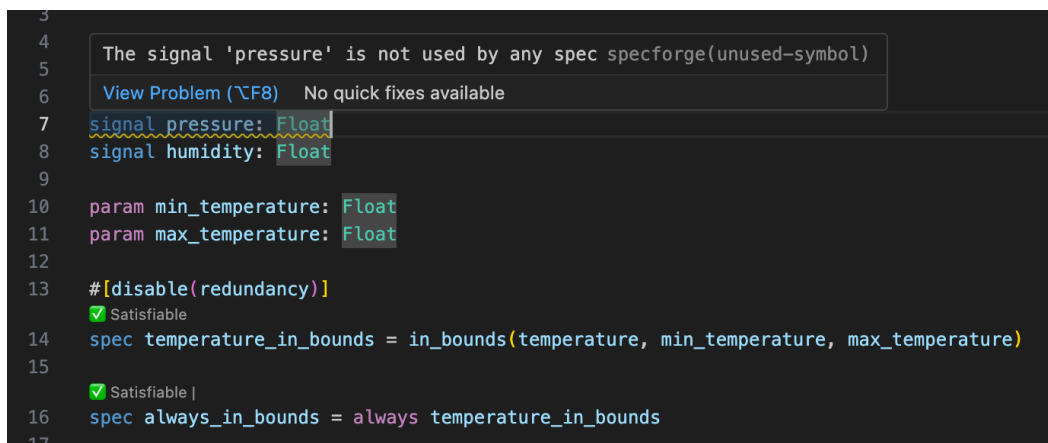 3
4
The signal 'pressure' is not used by any spec specforge(unused-symbol)
5
6 View Problem (⌥F8) No quick fixes available
7 signal pressure: Float
8 signal humidity: Float
9
10 param min_temperature: Float
11 param max_temperature: Float
12
13 #[disable(redundancy)]
✅ Satisfiable
14 spec temperature_in_bounds = in_bounds(temperature, min_temperature, max_temperature)
15
✅ Satisfiable |
16 spec always_in_bounds = always temperature_in_bounds
17